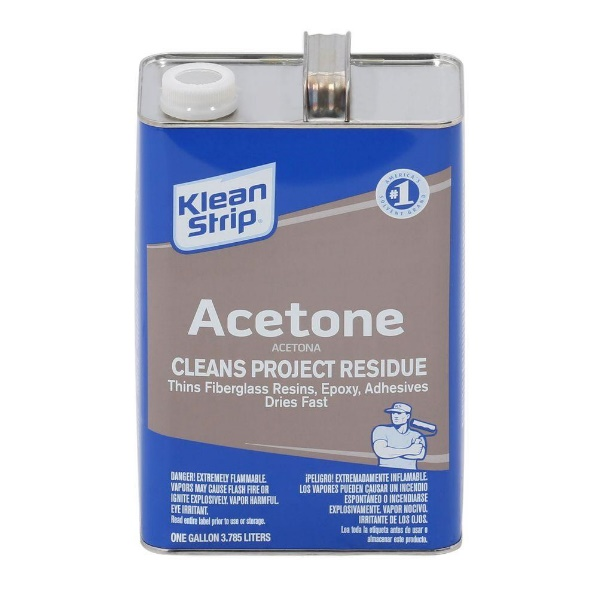 Klean
Strip
AMERICA'S
#1
SOLVENT BRAND
Acetone
ACETONA
CLEANS PROJECT RESIDUE
Thins Fiberglass Resins, Epoxy, Adhesives
Dries Fast
DANGER! EXTREMELY FLAMMABLE.
VAPORS MAY CAUSE FLASH FIRE OR
IGNITE EXPLOSIVELY. VAPOR HARMFUL.
EYE IRRITANT.
Read entire label prior to use or storage.
¡PELIGRO! EXTREMADAMENTE INFLAMABLE.
LOS VAPORES PUEDEN CAUSAR UN INCENDIO
ESPONTÁNEO O INCENDIARSE
EXPLOSIVAMENTE. VAPOR NOCIVO.
IRRITANTE DE LOS OJOS.
Lea toda la etiqueta antes de usar o
almacenar este producto.
ONE GALLON 3.785 LITERS